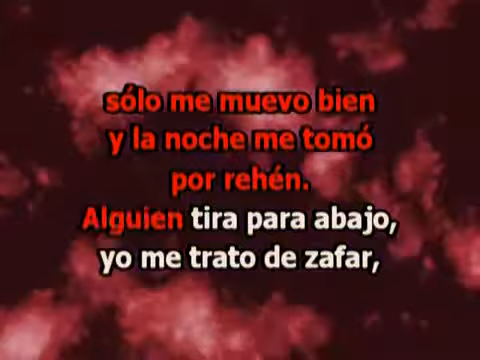 sólo me muevo bien
y la noche me tomó
por rehén.
Alguien tira para abajo,
yo me trato de zafar,